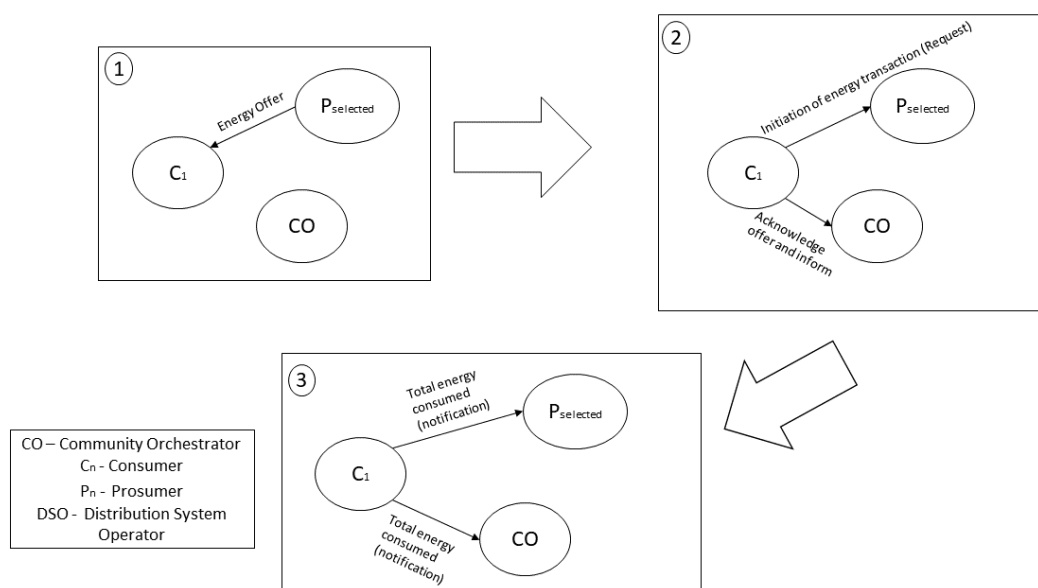 1
Energy Offer
Pselected
C1
CO
2
Initiation of energy transaction (Request)
Pselected
C1
Acknowledge
offer and inform
CO
3
Total energy
consumed
(notification)
Pselected
C1
Total energy
consumed
(notification)
CO
CO – Community Orchestrator
Cn - Consumer
Pn - Prosumer
DSO - Distribution System
Operator